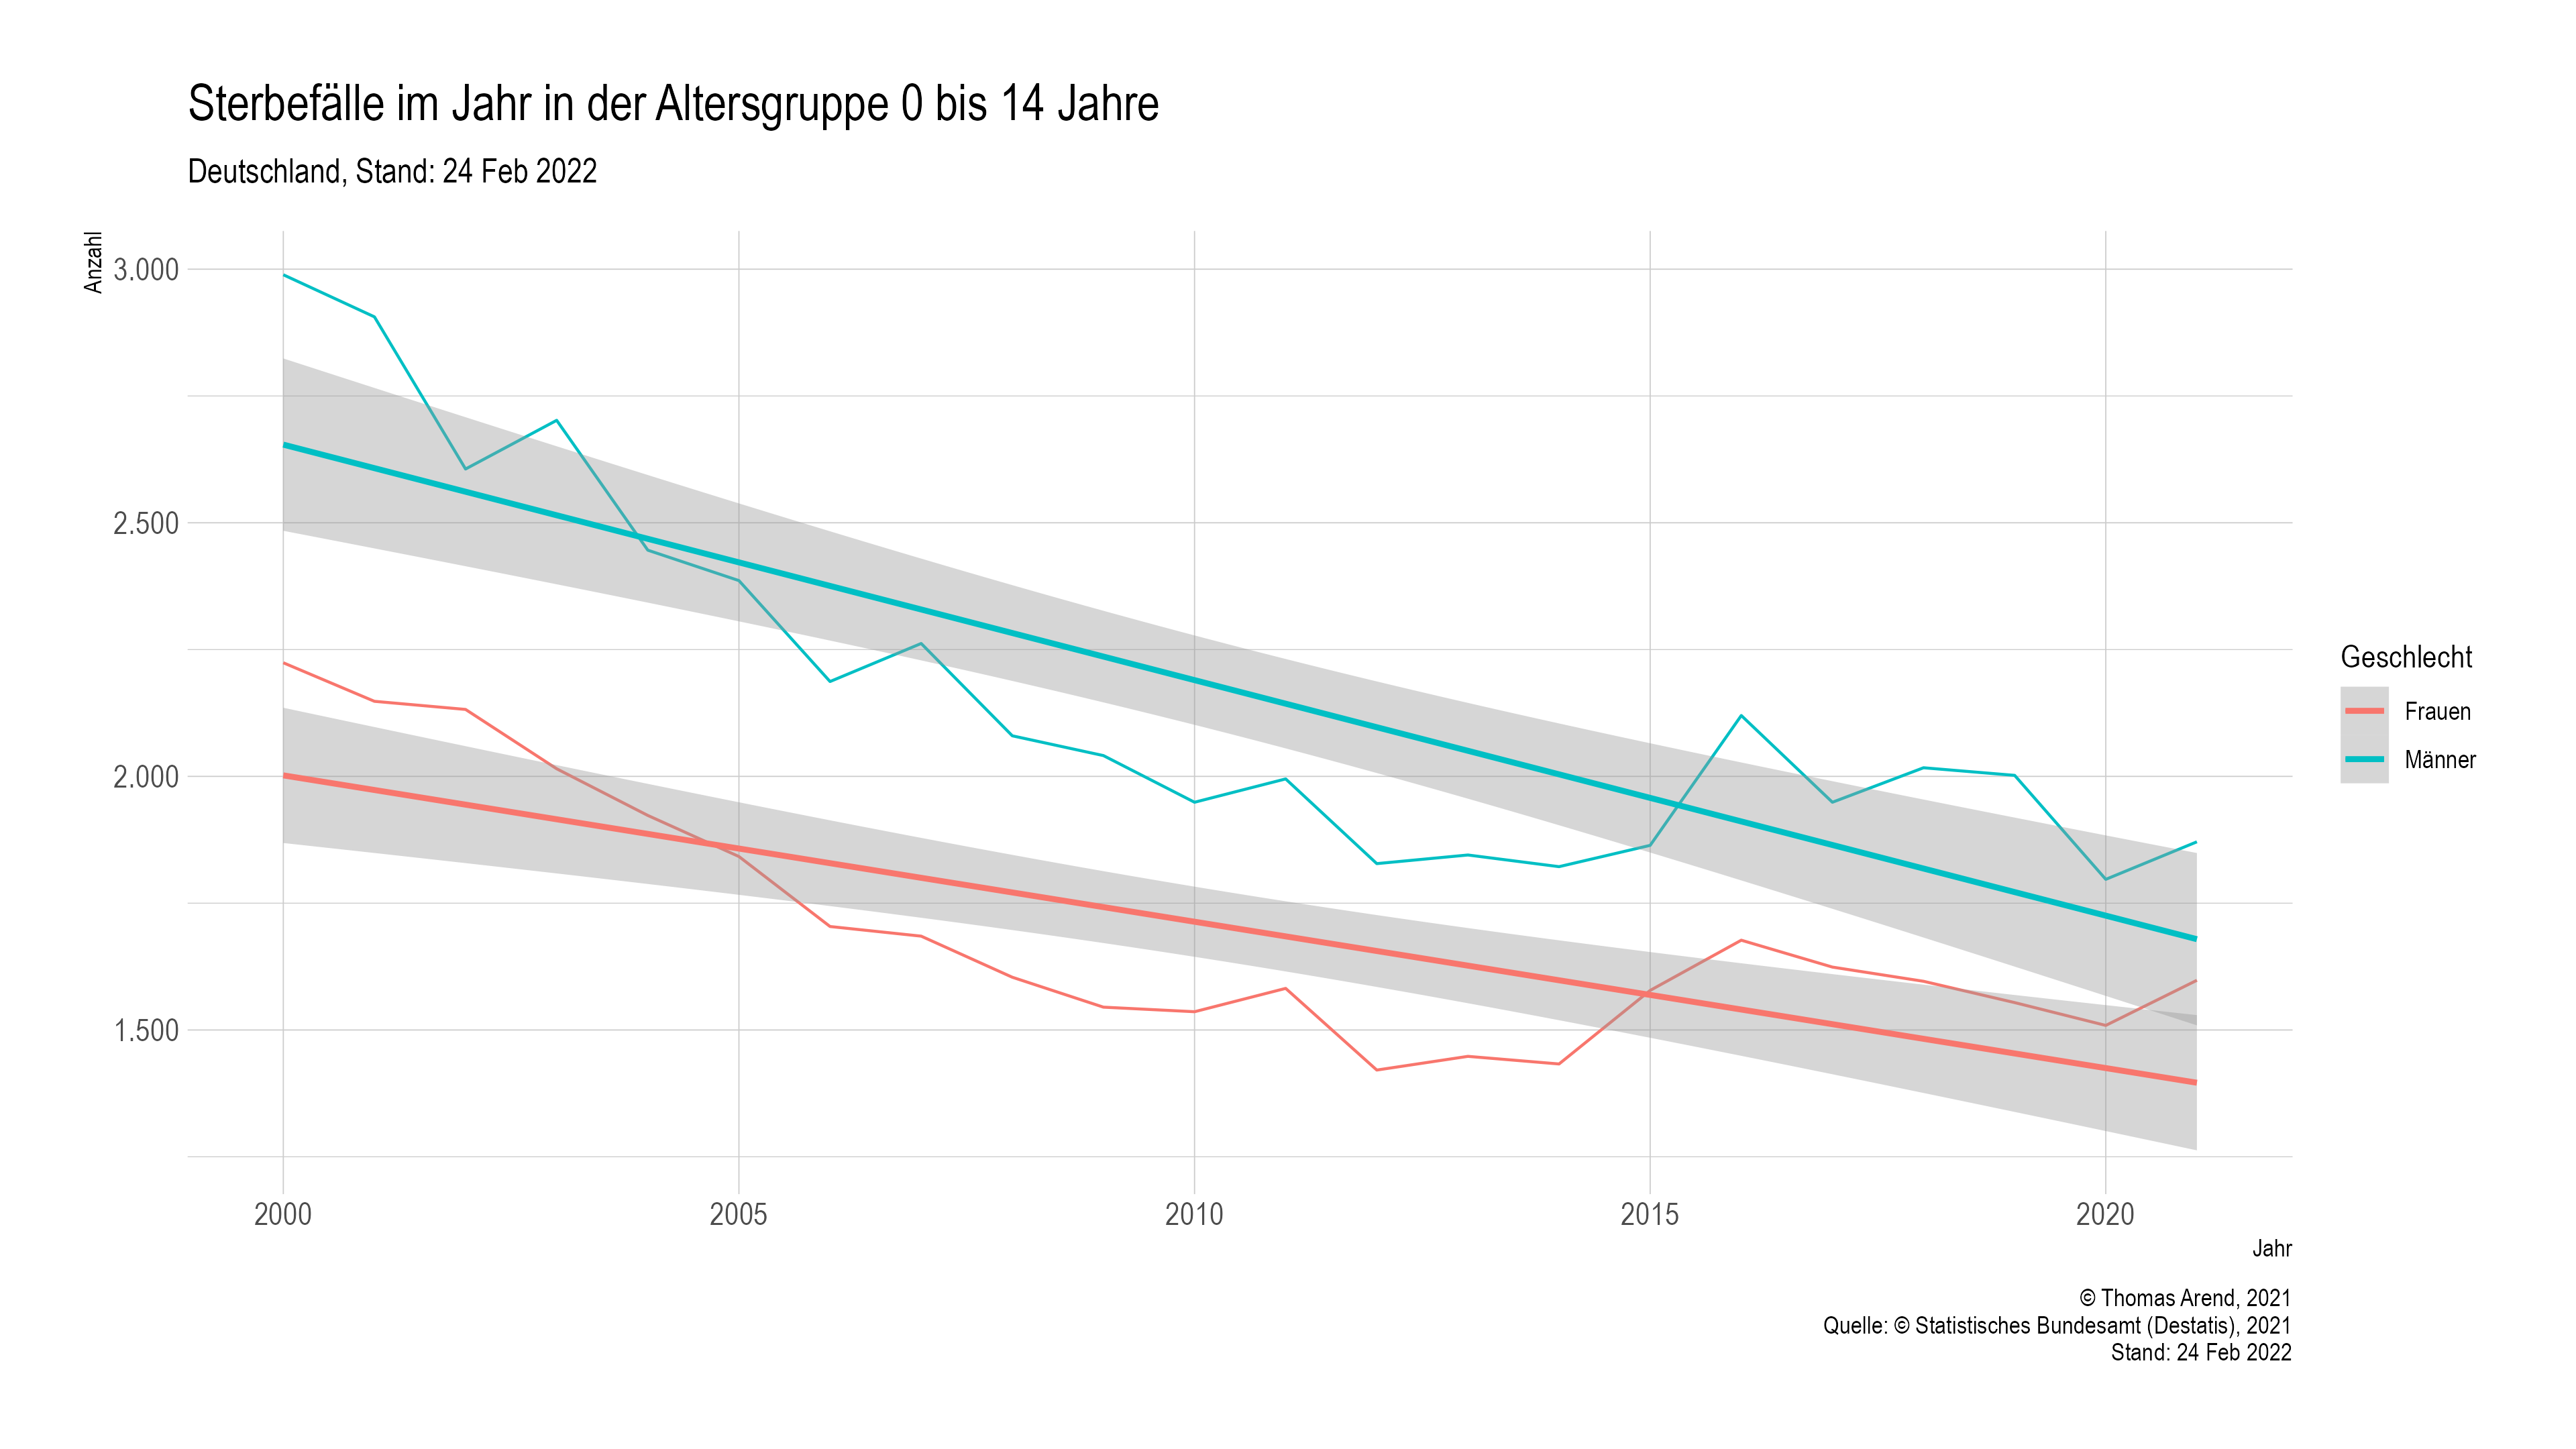 Sterbefälle im Jahr in der Altersgruppe 0 bis 14 Jahre
Deutschland, Stand: 24 Feb 2022
Anzahl
3.000
2.500
2.000
1.500
2000 2005 2010 2015 2020
Jahr
Geschlecht
Frauen
Männer
© Thomas Arend, 2021
Quelle: © Statistisches Bundesamt (Destatis), 2021
Stand: 24 Feb 2022